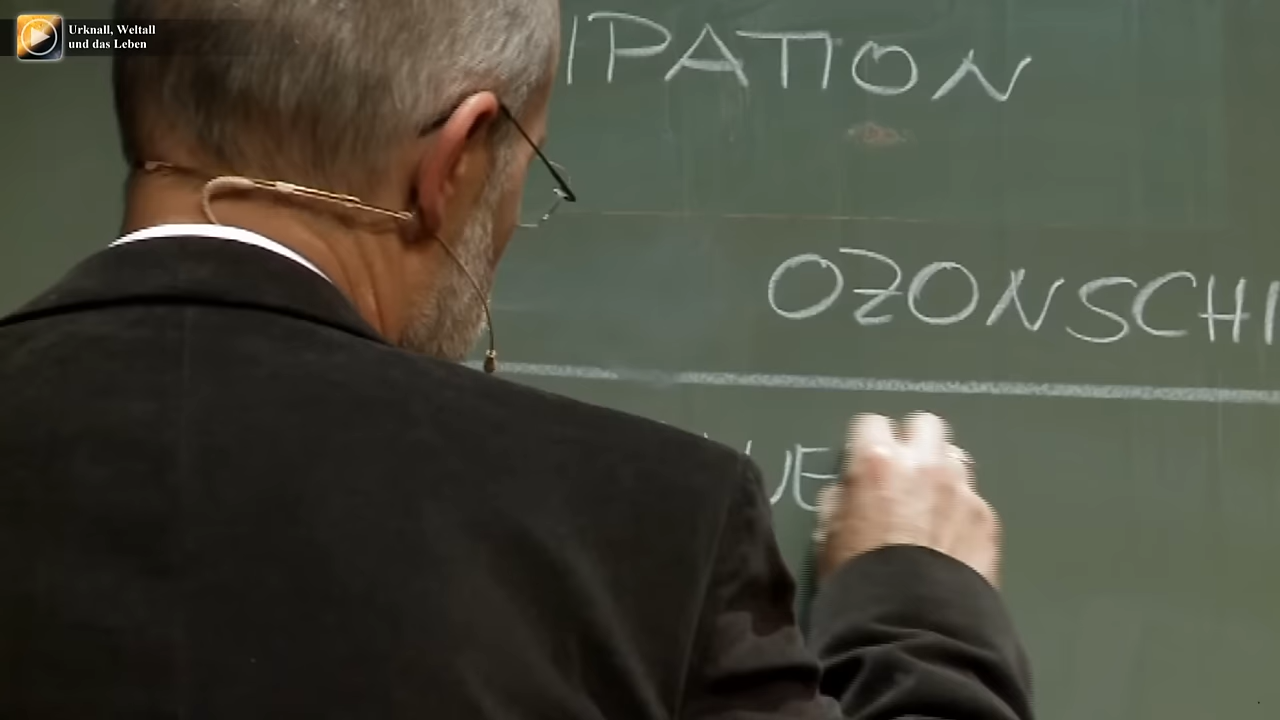 Urknall, Weltall
und das Leben
IPATION
OZONSCHI
UE